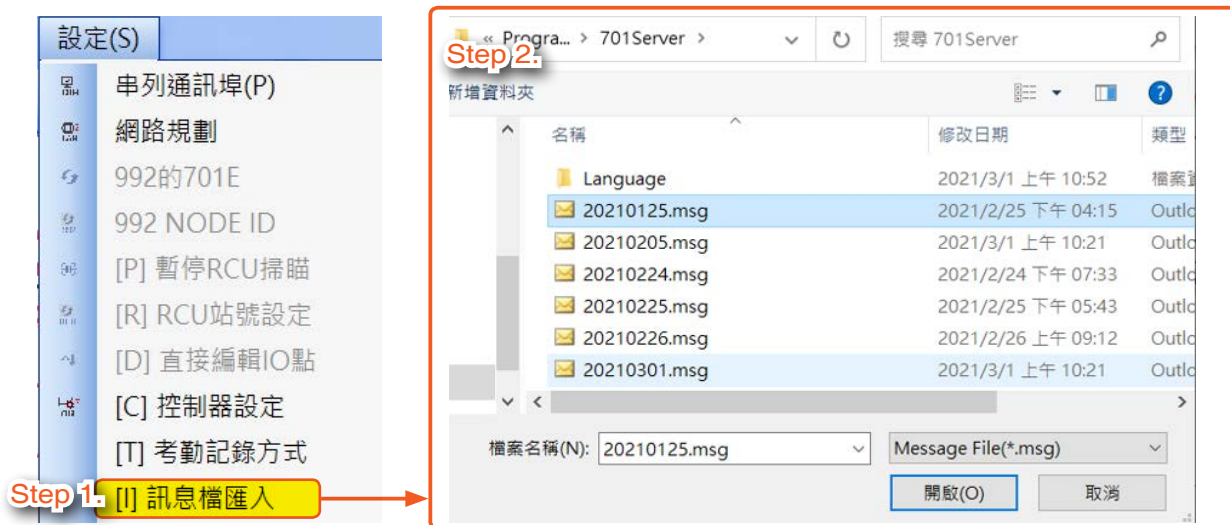 設定(S)
串列通訊埠(P)
網路規劃
992的701E
992 NODE ID
[P] 暫停RCU掃瞄
[R] RCU站號設定
[D] 直接編輯IO點
[C] 控制器設定
[T] 考勤記錄方式
Step 1.
[I] 訊息檔匯入
« Progra... > 701Server >
搜尋 701Server
Step 2.
新增資料夾
名稱 修改日期 類型
Language 2021/3/1 上午 10:52 檔案
20210125.msg 2021/2/25 下午 04:15 Outlo
20210205.msg 2021/3/1 上午 10:21 Outlo
20210224.msg 2021/2/24 下午 07:33 Outlo
20210225.msg 2021/2/25 下午 05:43 Outlo
20210226.msg 2021/2/26 上午 09:12 Outlo
20210301.msg 2021/3/1 上午 10:21 Outlo
檔案名稱(N): 20210125.msg Message File(*.msg)
開啟(O) 取消